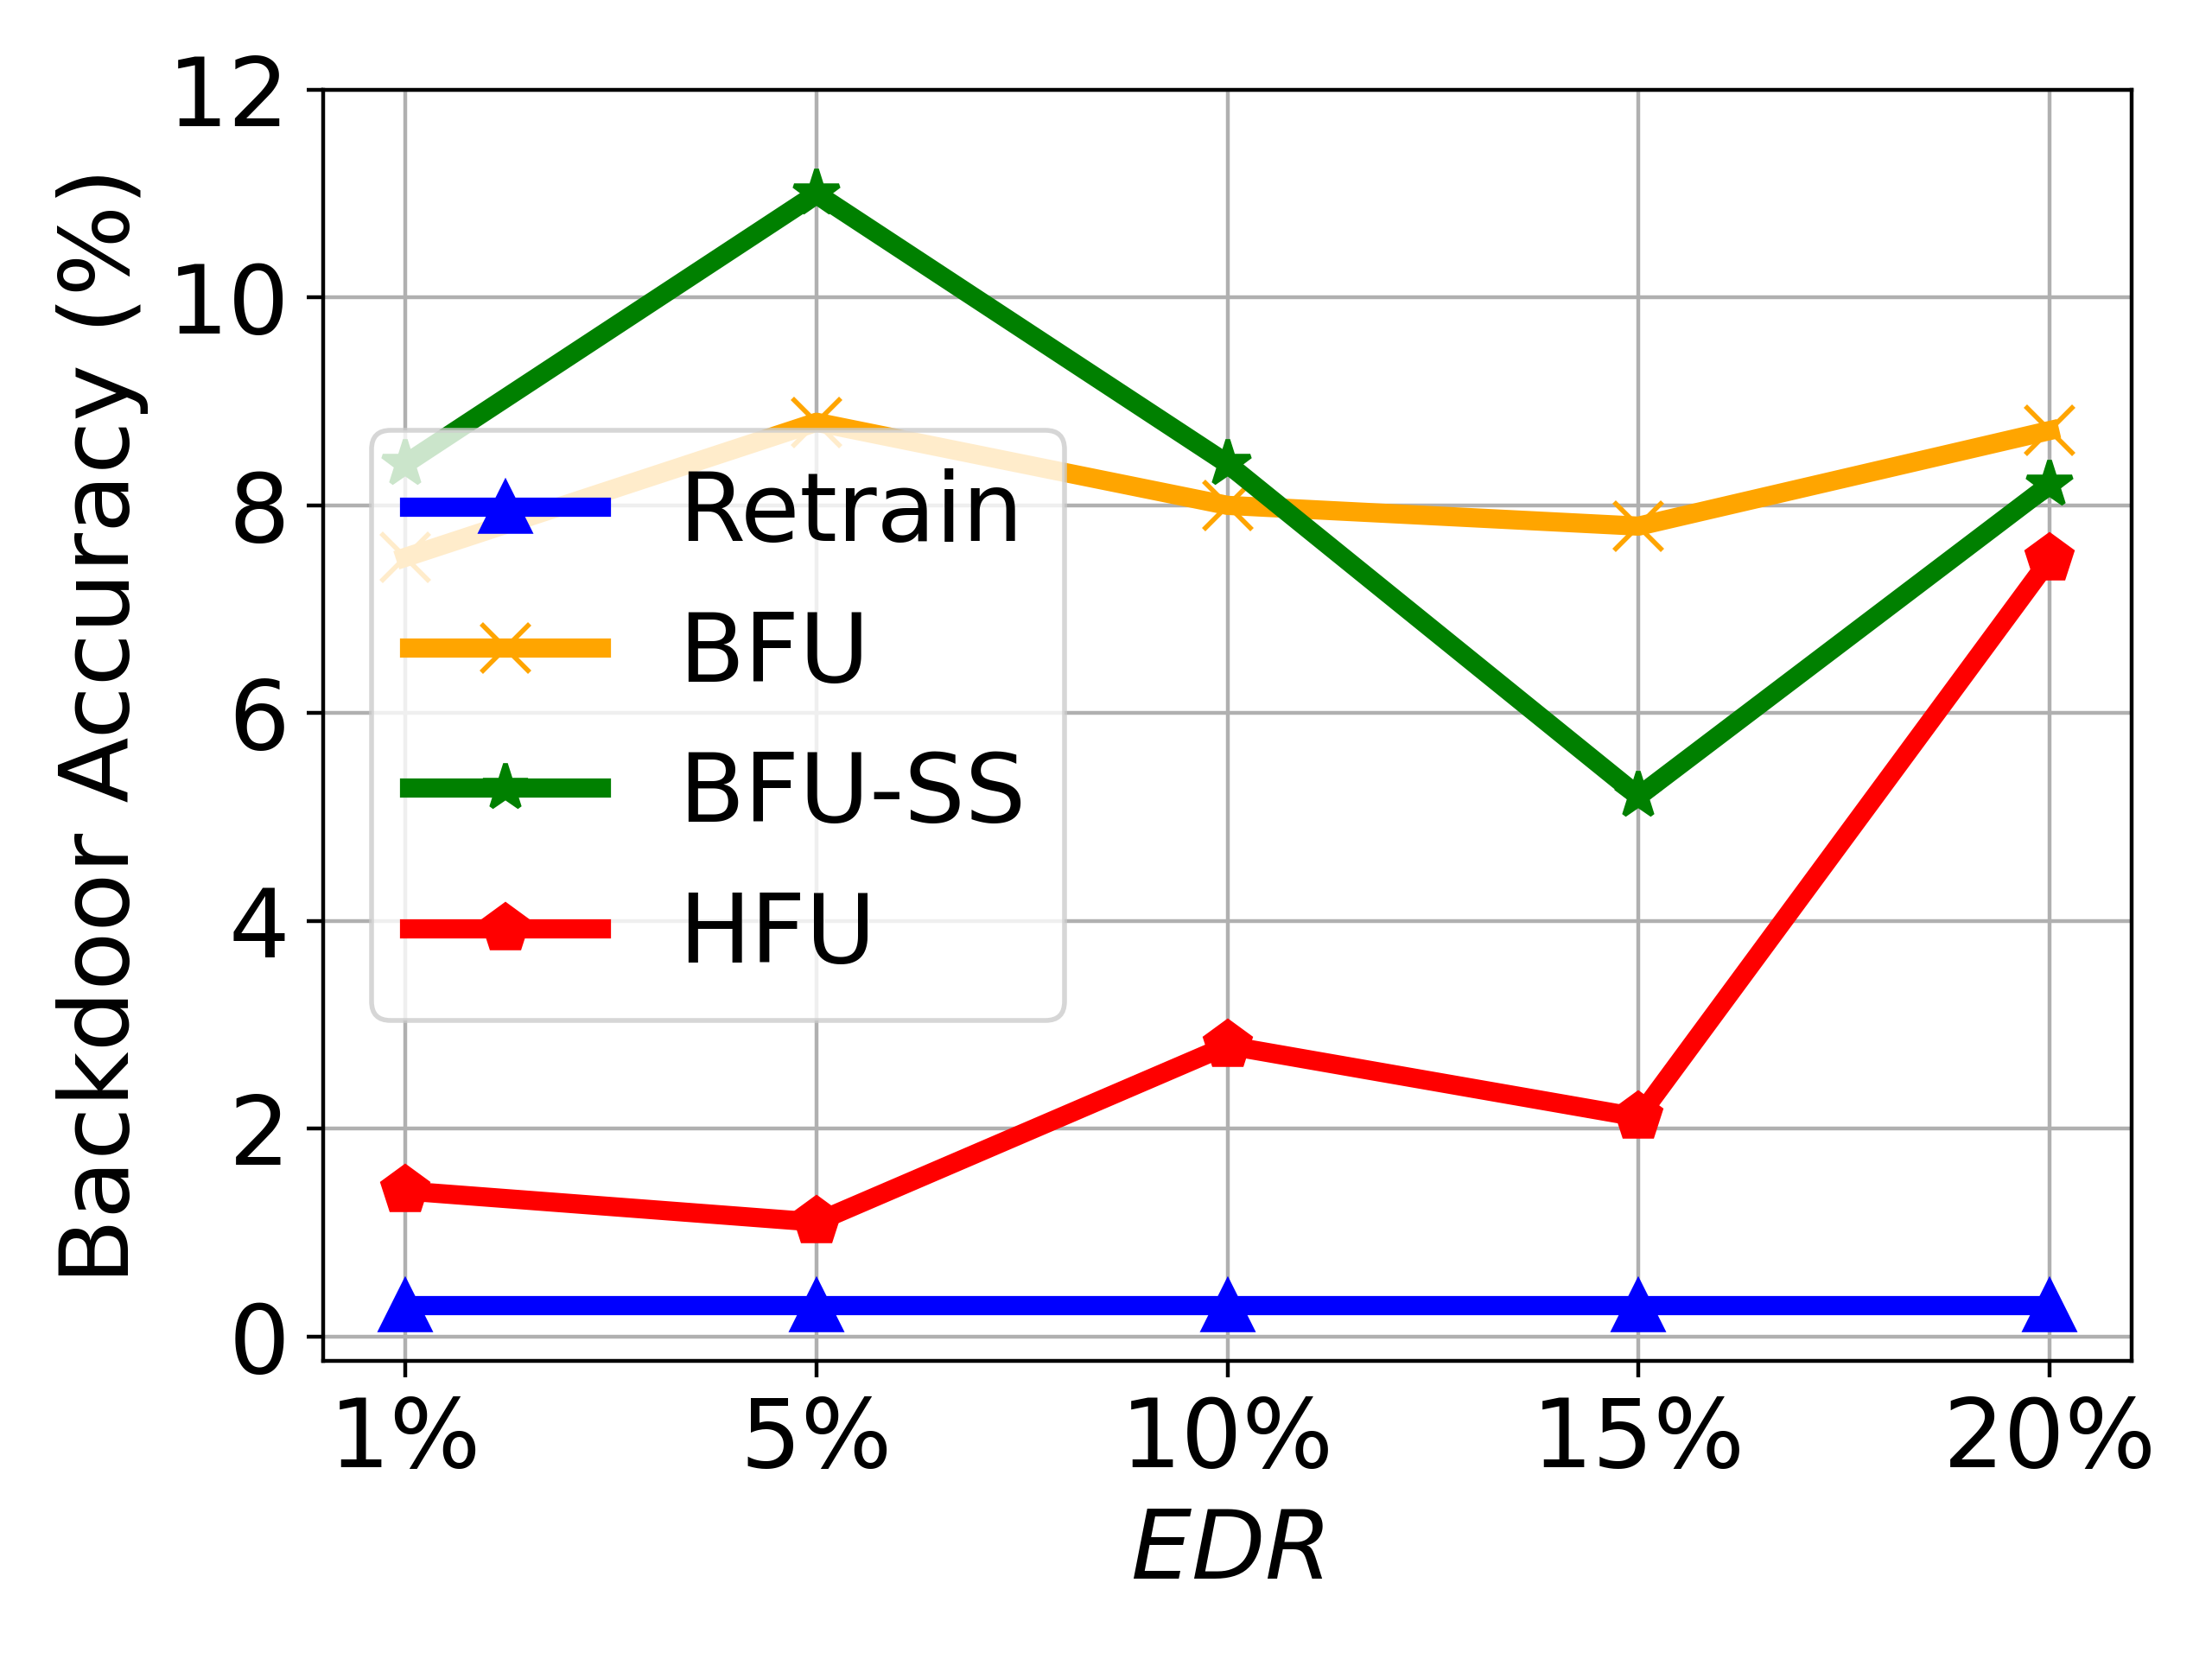 Backdoor Accuracy (%)
12
10
8
6
4
2
0
Retrain
BFU
BFU-SS
HFU
1% 5% 10% 15% 20%
EDR